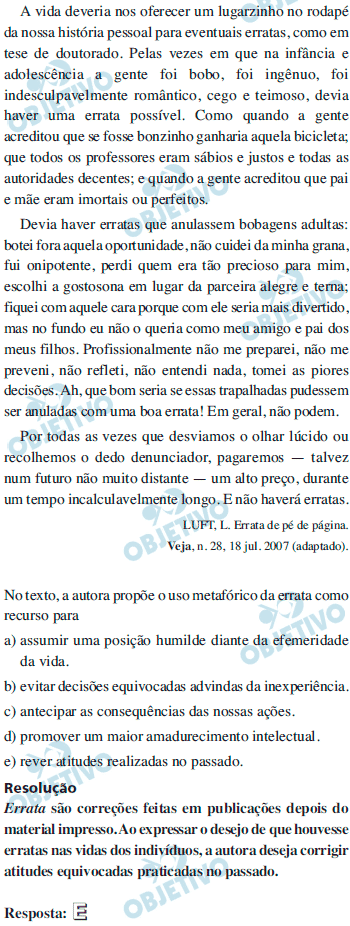 A vida deveria nos oferecer um lugarzinho no rodapé
da nossa história pessoal para eventuais erratas, como em
tese de doutorado. Pelas vezes em que na infância e
adolescência a gente foi bobo, foi ingênuo, foi
indesculpavelmente romântico, cego e teimoso, devia
haver uma errata possível. Como quando a gente
acreditou que se fosse bonzinho ganharia aquela bicicleta;
que todos os professores eram sábios e justos e todas as
autoridades decentes; e quando a gente acreditou que pai
e mãe eram imortais ou perfeitos.
Devia haver erratas que anulassem bobagens adultas:
botei fora aquela oportunidade, não cuidei da minha grana,
fui onipotente, perdi quem era tão precioso para mim,
escolhi a gostosona em lugar da parceira alegre e terna;
fiquei com aquele cara porque com ele seria mais divertido,
mas no fundo eu não o queria como meu amigo e pai dos
meus filhos. Profissionalmente não me preparei, não me
preveni, não refleti, não entendi nada, tomei as piores
decisões. Ah, que bom seria se essas trapalhadas pudessem
ser anuladas com uma boa errata! Em geral, não podem.
Por todas as vezes que desviamos o olhar lúcido ou
recolhemos o dedo denunciador, pagaremos — talvez
num futuro não muito distante — um alto preço, durante
um tempo incalculavelmente longo. E não haverá erratas.
LUFT, L. Errata de pé de página.
Veja, n. 28, 18 jul. 2007 (adaptado).
No texto, a autora propõe o uso metafórico da errata como
recurso para
a) assumir uma posição humilde diante da efemeridade
da vida.
b) evitar decisões equivocadas advindas da inexperiência.
c) antecipar as consequências das nossas ações.
d) promover um maior amadurecimento intelectual.
e) rever atitudes realizadas no passado.
Resolução
Errata são correções feitas em publicações depois do
material impresso. Ao expressar o desejo de que houvesse
erratas nas vidas dos indivíduos, a autora deseja corrigir
atitudes equivocadas praticadas no passado.
Resposta: E